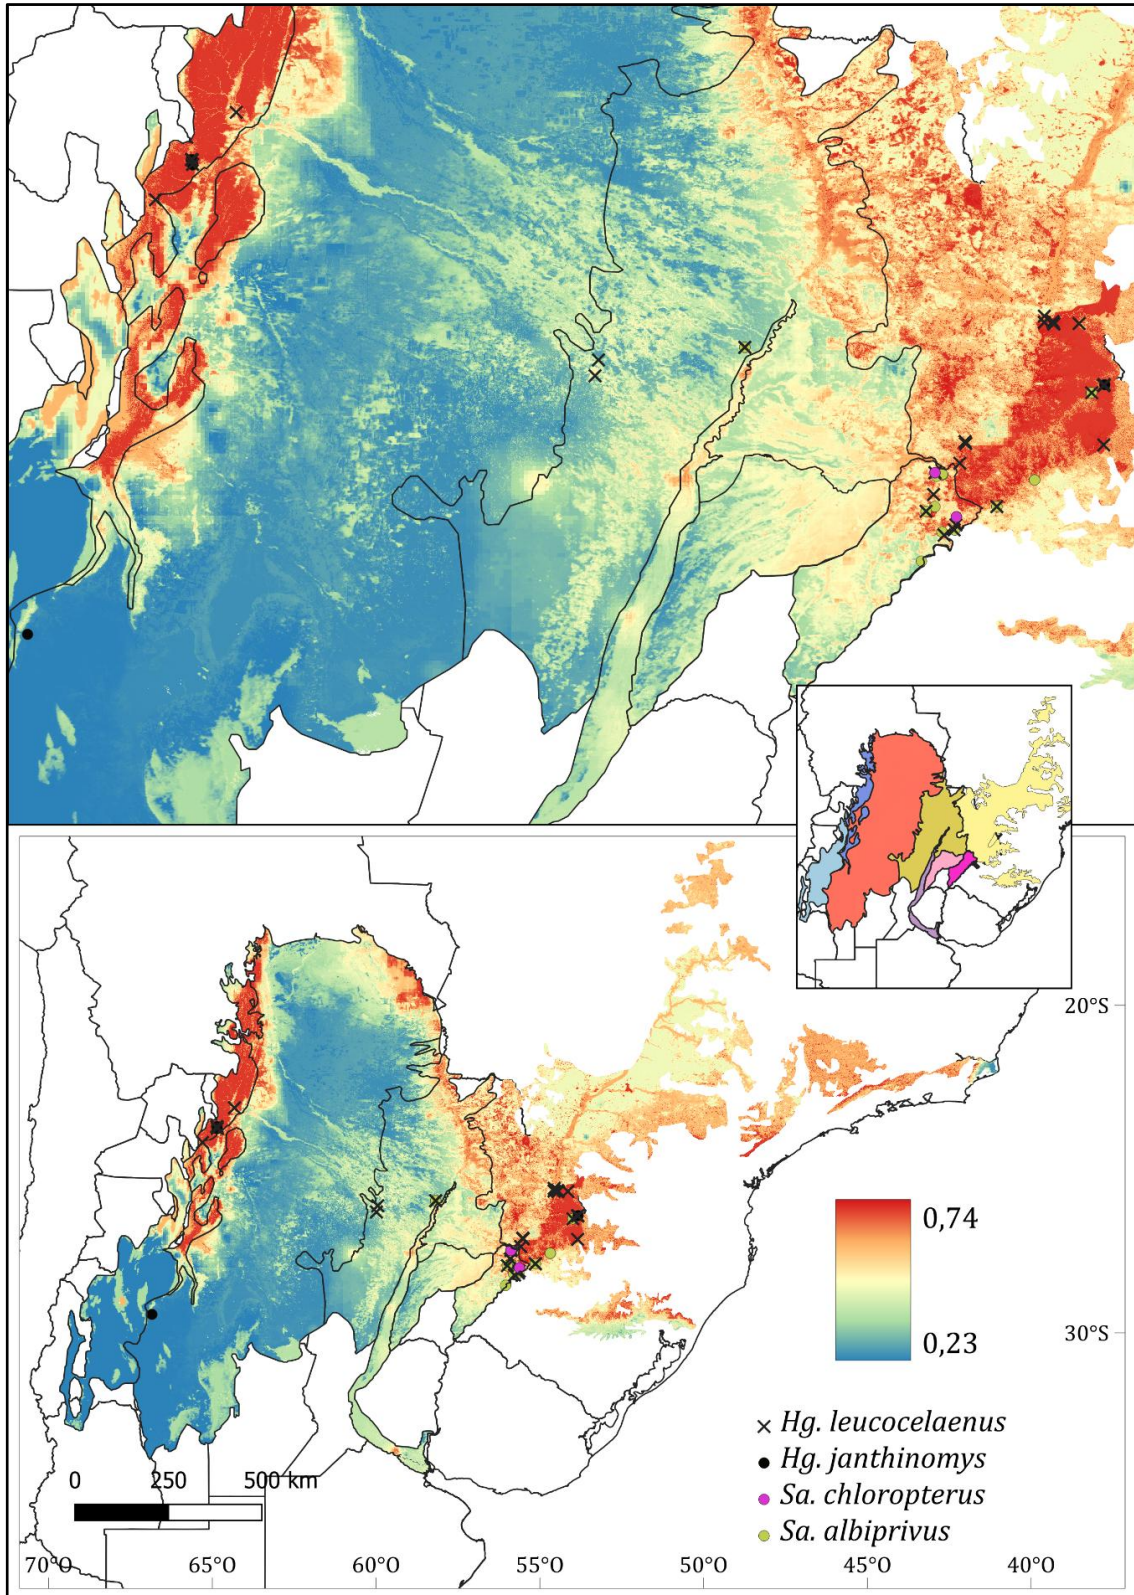 20°S
0,74
0,23
30°S
Hg. leucocelaenus
Hg. janthinomys
Sa. chloropterus
Sa. albiprivus
0 250 500 km
70°O 65°O 60°O 55°O 50°O 45°O 40°O